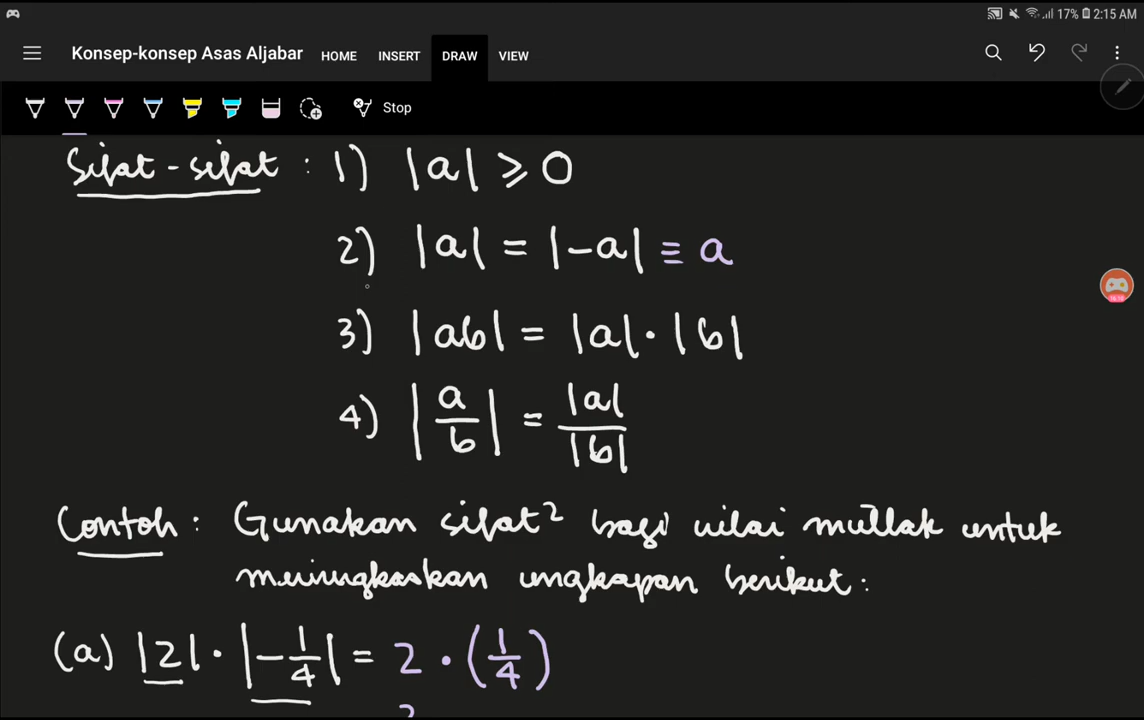 17% 2:15 AM
Konsep-konsep Asas Aljabar HOME INSERT DRAW VIEW
Stop
Sifat-sifat : 1) |a| ⩾ 0
2) |a| = |-a| ≡ a
3) |ab| = |a| · |b|
4) |a/b| = |a|/|b|
Contoh : Gunakan sifat² bagi nilai mutlak untuk
meringkaskan ungkapan berikut :
(a) |2| · |-1/4| = 2 · (1/4)